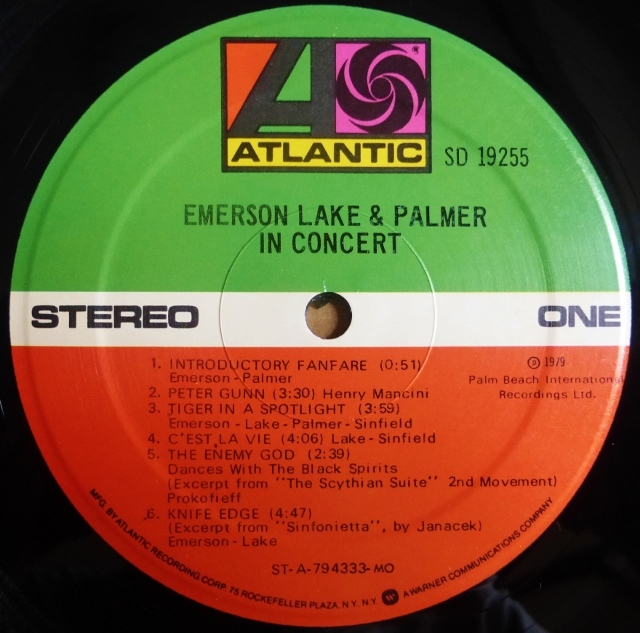 ATLANTIC
SD 19255
EMERSON LAKE & PALMER
IN CONCERT
STEREO
ONE
1. INTRODUCTORY FANFARE (0:51)
Emerson-Palmer
2. PETER GUNN (3:30) Henry Mancini
3. TIGER IN A SPOTLIGHT (3:59)
Emerson-Lake-Palmer-Sinfield
4. C'EST LA VIE (4:06) Lake-Sinfield
5. THE ENEMY GOD (2:39)
Dances With The Black Spirits
(Excerpt from "The Scythian Suite" 2nd Movement)
Prokofieff
6. KNIFE EDGE (4:47)
(Excerpt from "Sinfonietta", by Janacek)
Emerson-Lake
℗ 1979
Palm Beach International
Recordings Ltd.
ST-A-794333-MO
MFG. BY ATLANTIC RECORDING CORP. 75 ROCKEFELLER PLAZA, N.Y. N.Y. W A WARNER COMMUNICATIONS COMPANY